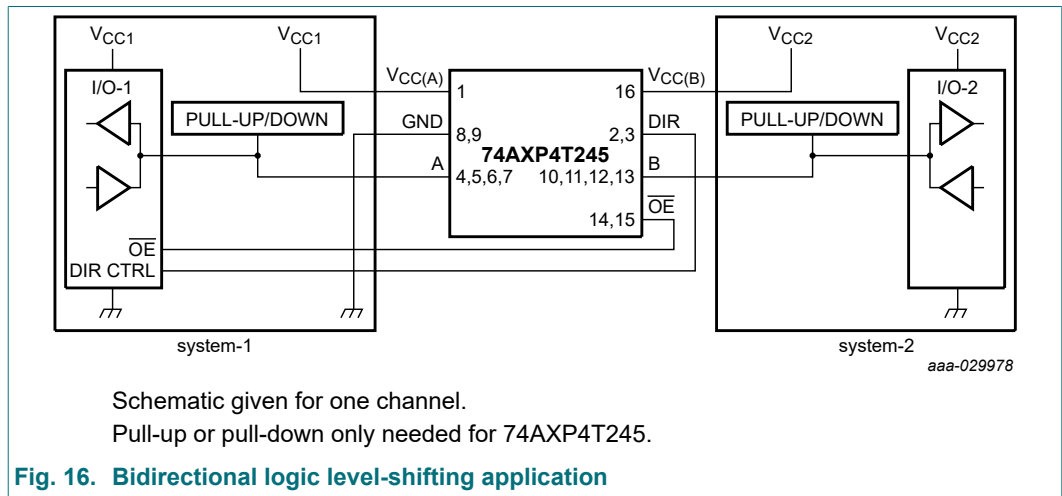 VCC1 VCC1 VCC2 VCC2
I/O-1 VCC(A) VCC(B) I/O-2
1 16
PULL-UP/DOWN GND DIR PULL-UP/DOWN
8,9 2,3
74AXP4T245
A B
4,5,6,7 10,11,12,13
OE
14,15
OE
DIR CTRL
system-1 system-2
aaa-029978
Schematic given for one channel.
Pull-up or pull-down only needed for 74AXP4T245.
Fig. 16. Bidirectional logic level-shifting application